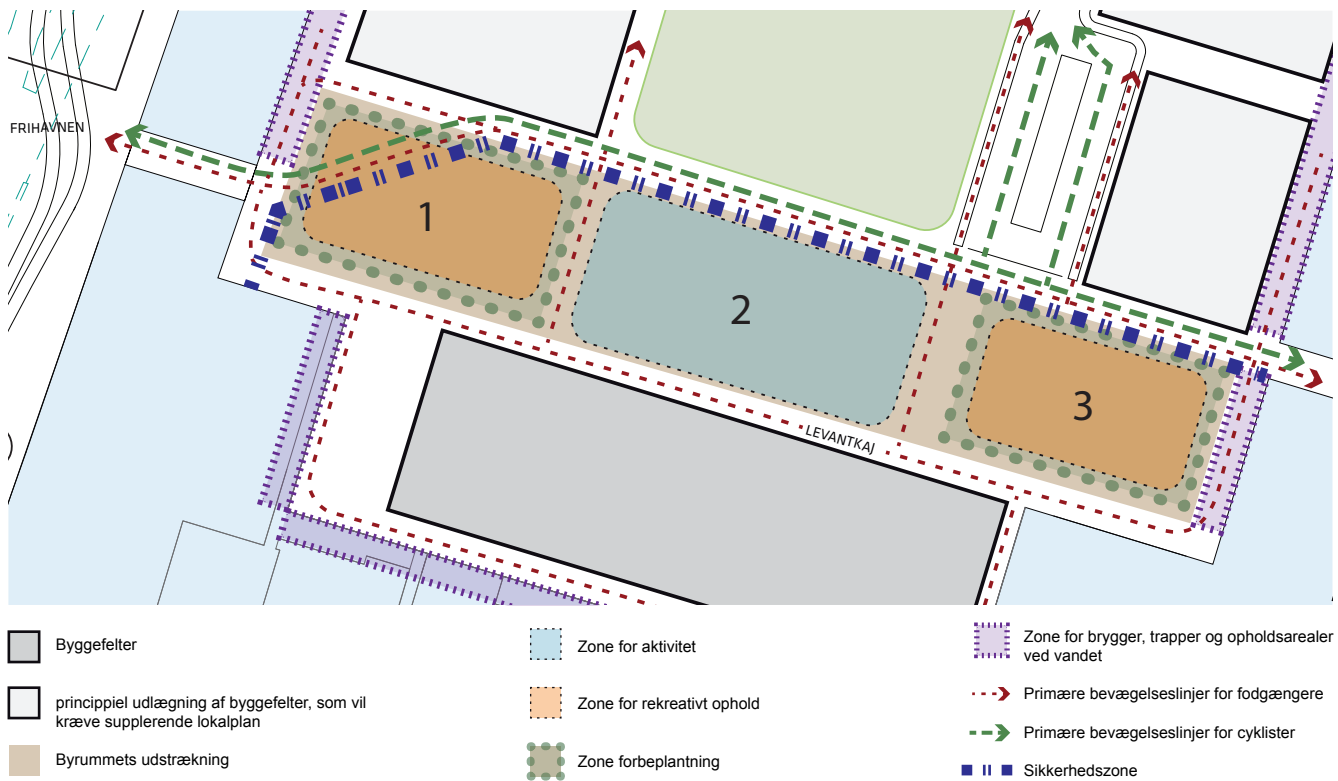 FRIHAVNEN
1
2
3
LEVANTKAJ
)
Byggefelter
princippiel udlægning af byggefelter, som vil
kræve supplerende lokalplan
Byrummets udstrækning
Zone for aktivitet
Zone for rekreativt ophold
Zone forbeplantning
Zone for brygger, trapper og opholdsarealer
ved vandet
Primære bevægelseslinjer for fodgængere
Primære bevægelseslinjer for cyklister
Sikkerhedszone